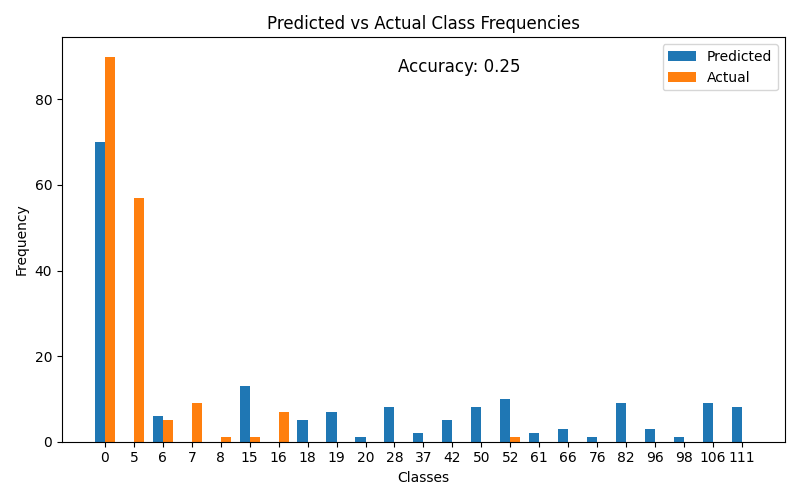 Predicted vs Actual Class Frequencies
Accuracy: 0.25
Predicted
Actual
Frequency
80
60
40
20
0
0 5 6 7 8 15 16 18 19 20 28 37 42 50 52 61 66 76 82 96 98 106 111
Classes